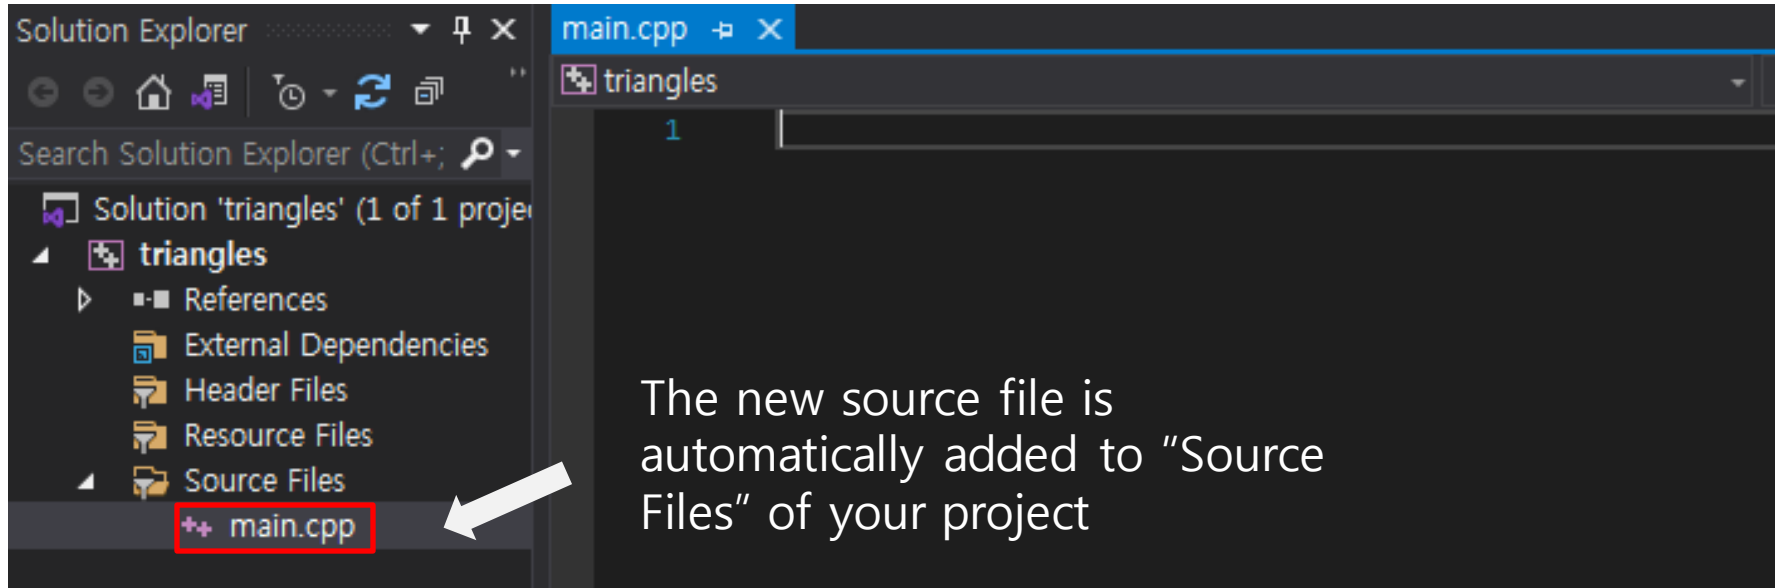 Solution Explorer
main.cpp
triangles
Search Solution Explorer (Ctrl+;
1
Solution 'triangles' (1 of 1 proje
triangles
References
External Dependencies
Header Files
Resource Files
Source Files
main.cpp
The new source file is
automatically added to "Source
Files" of your project